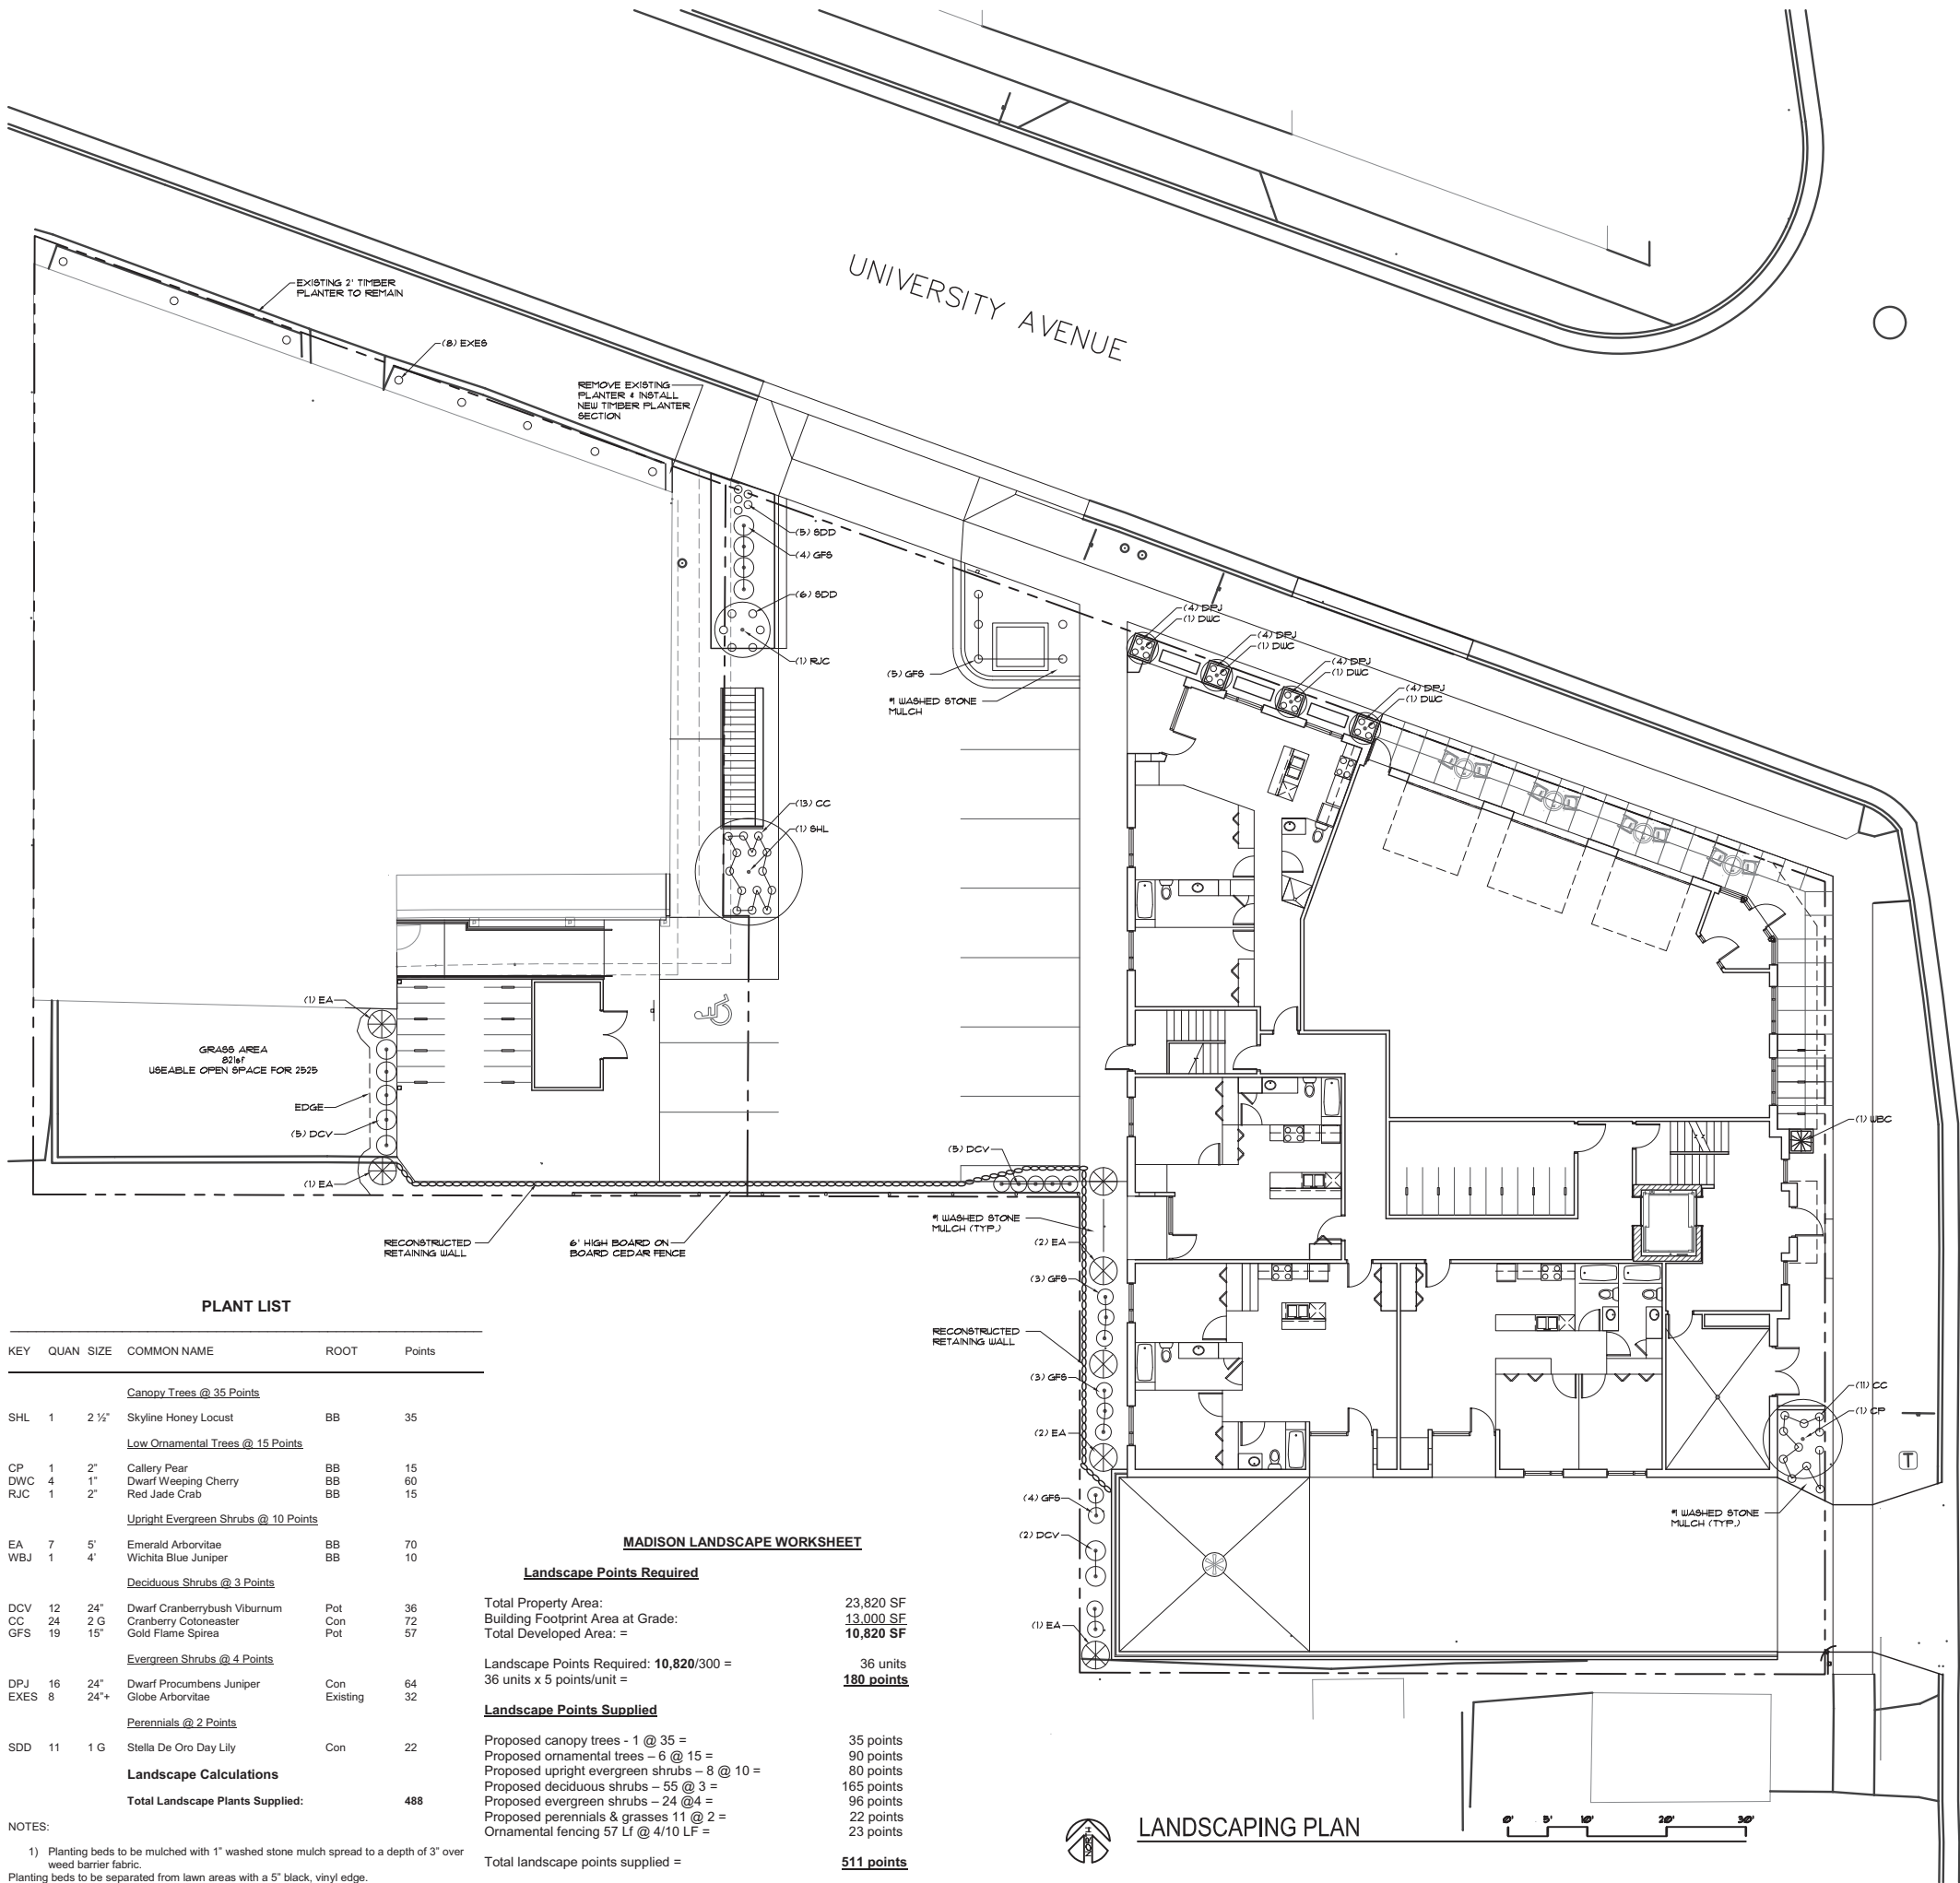 UNIVERSITY AVENUE
EXISTING 2' TIMBER
PLANTER TO REMAIN
(8) EXES
REMOVE EXISTING
PLANTER & INSTALL
NEW TIMBER PLANTER
SECTION
(5) SDD
(4) GFS
(6) SDD
(1) RJC
(5) GFS
#1 WASHED STONE
MULCH
(4) DPJ
(1) DWC
(4) DPJ
(1) DWC
(4) DPJ
(1) DWC
(4) DPJ
(1) DWC
(13) CC
(1) SHL
(1) EA
GRASS AREA
821sf
USEABLE OPEN SPACE FOR 2525
EDGE
(5) DCV
(1) EA
(5) DCV
(1) WBC
RECONSTRUCTED
RETAINING WALL
6' HIGH BOARD ON
BOARD CEDAR FENCE
#1 WASHED STONE
MULCH (TYP.)
(2) EA
(3) GFS
RECONSTRUCTED
RETAINING WALL
(3) GFS
(2) EA
(4) GFS
(2) DCV
(1) EA
(11) CC
(1) CP
T
#1 WASHED STONE
MULCH (TYP.)
PLANT LIST
KEY QUAN SIZE COMMON NAME ROOT Points
Canopy Trees @ 35 Points
SHL 1 2 ½" Skyline Honey Locust BB 35
Low Ornamental Trees @ 15 Points
CP 1 2" Callery Pear BB 15
DWC 4 1" Dwarf Weeping Cherry BB 60
RJC 1 2" Red Jade Crab BB 15
Upright Evergreen Shrubs @ 10 Points
EA 7 5' Emerald Arborvitae BB 70
WBJ 1 4' Wichita Blue Juniper BB 10
Deciduous Shrubs @ 3 Points
DCV 12 24" Dwarf Cranberrybush Viburnum Pot 36
CC 24 2 G Cranberry Cotoneaster Con 72
GFS 19 15" Gold Flame Spirea Pot 57
Evergreen Shrubs @ 4 Points
DPJ 16 24" Dwarf Procumbens Juniper Con 64
EXES 8 24"+ Globe Arborvitae Existing 32
Perennials @ 2 Points
SDD 11 1 G Stella De Oro Day Lily Con 22
Landscape Calculations
Total Landscape Plants Supplied: 488
NOTES:
1) Planting beds to be mulched with 1" washed stone mulch spread to a depth of 3" over
weed barrier fabric.
Planting beds to be separated from lawn areas with a 5" black, vinyl edge.
MADISON LANDSCAPE WORKSHEET
Landscape Points Required
Total Property Area: 23,820 SF
Building Footprint Area at Grade: 13,000 SF
Total Developed Area: = 10,820 SF
Landscape Points Required: 10,820/300 = 36 units
36 units x 5 points/unit = 180 points
Landscape Points Supplied
Proposed canopy trees - 1 @ 35 = 35 points
Proposed ornamental trees – 6 @ 15 = 90 points
Proposed upright evergreen shrubs – 8 @ 10 = 80 points
Proposed deciduous shrubs – 55 @ 3 = 165 points
Proposed evergreen shrubs – 24 @4 = 96 points
Proposed perennials & grasses 11 @ 2 = 22 points
Ornamental fencing 57 Lf @ 4/10 LF = 23 points
Total landscape points supplied = 511 points
NORTH
LANDSCAPING PLAN
0' 5' 10' 20' 30'